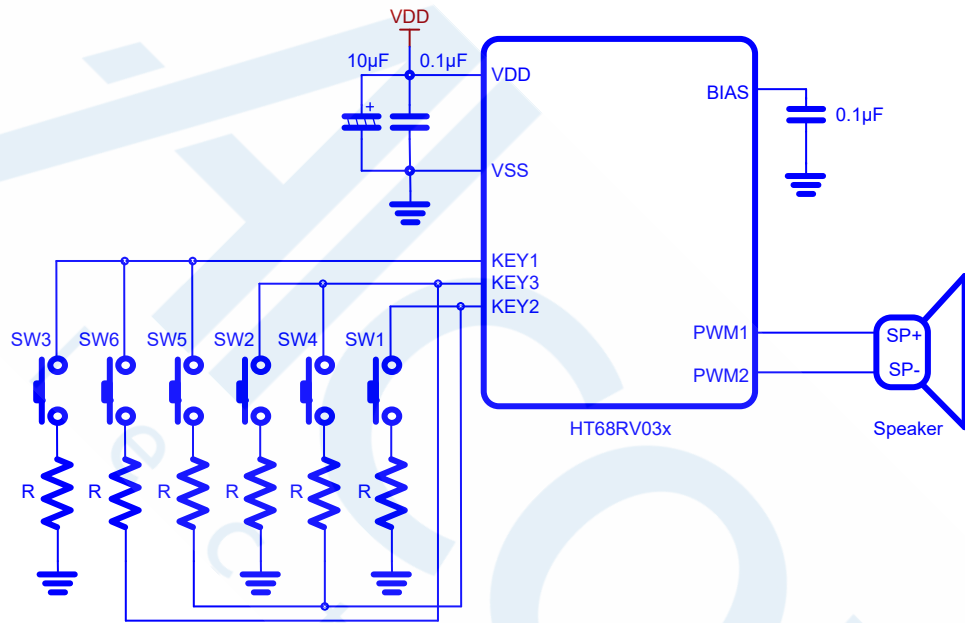 VDD
10µF
0.1µF
+
VDD
BIAS
0.1µF
VSS
KEY1
KEY3
KEY2
SW3
SW6
SW5
SW2
SW4
SW1
PWM1
SP+
PWM2
SP-
HT68RV03x
Speaker
R
R
R
R
R
R